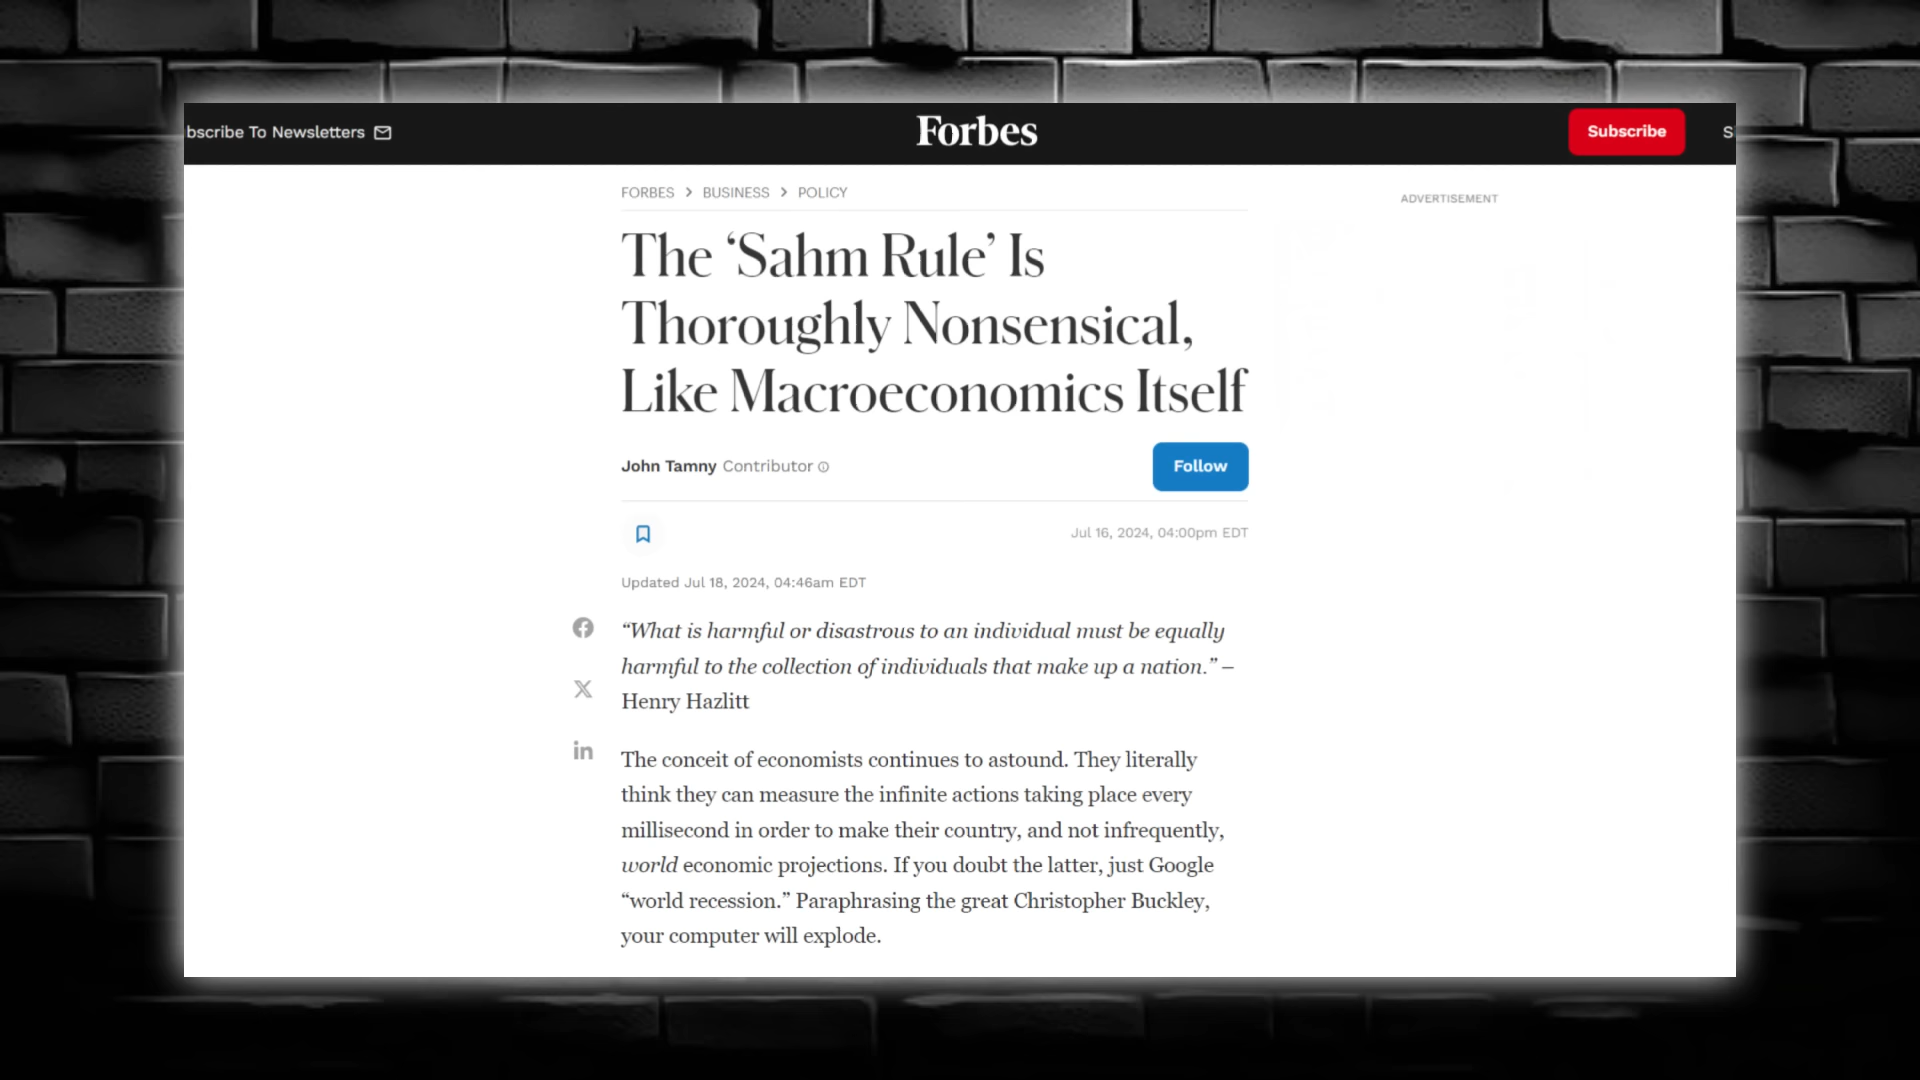 bscribe To Newsletters
Forbes
Subscribe
S
FORBES > BUSINESS > POLICY
ADVERTISEMENT
The ‘Sahm Rule’ Is
Thoroughly Nonsensical,
Like Macroeconomics Itself
John Tamny Contributor
Follow
Jul 16, 2024, 04:00pm EDT
Updated Jul 18, 2024, 04:46am EDT
“What is harmful or disastrous to an individual must be equally
harmful to the collection of individuals that make up a nation.” –
Henry Hazlitt
The conceit of economists continues to astound. They literally
think they can measure the infinite actions taking place every
millisecond in order to make their country, and not infrequently,
world economic projections. If you doubt the latter, just Google
“world recession.” Paraphrasing the great Christopher Buckley,
your computer will explode.